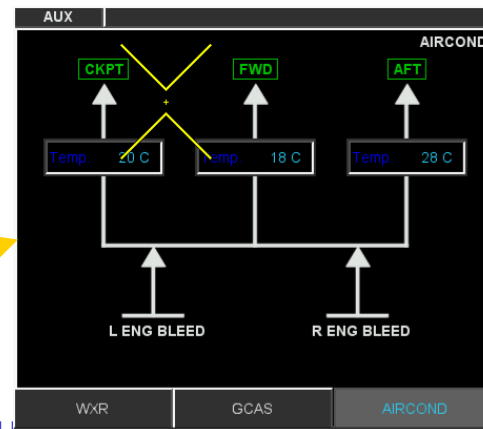 AUX
AIRCOND
CKPT FWD AFT
Temp. 20 C Temp. 18 C Temp. 28 C
L ENG BLEED R ENG BLEED
WXR GCAS AIRCOND